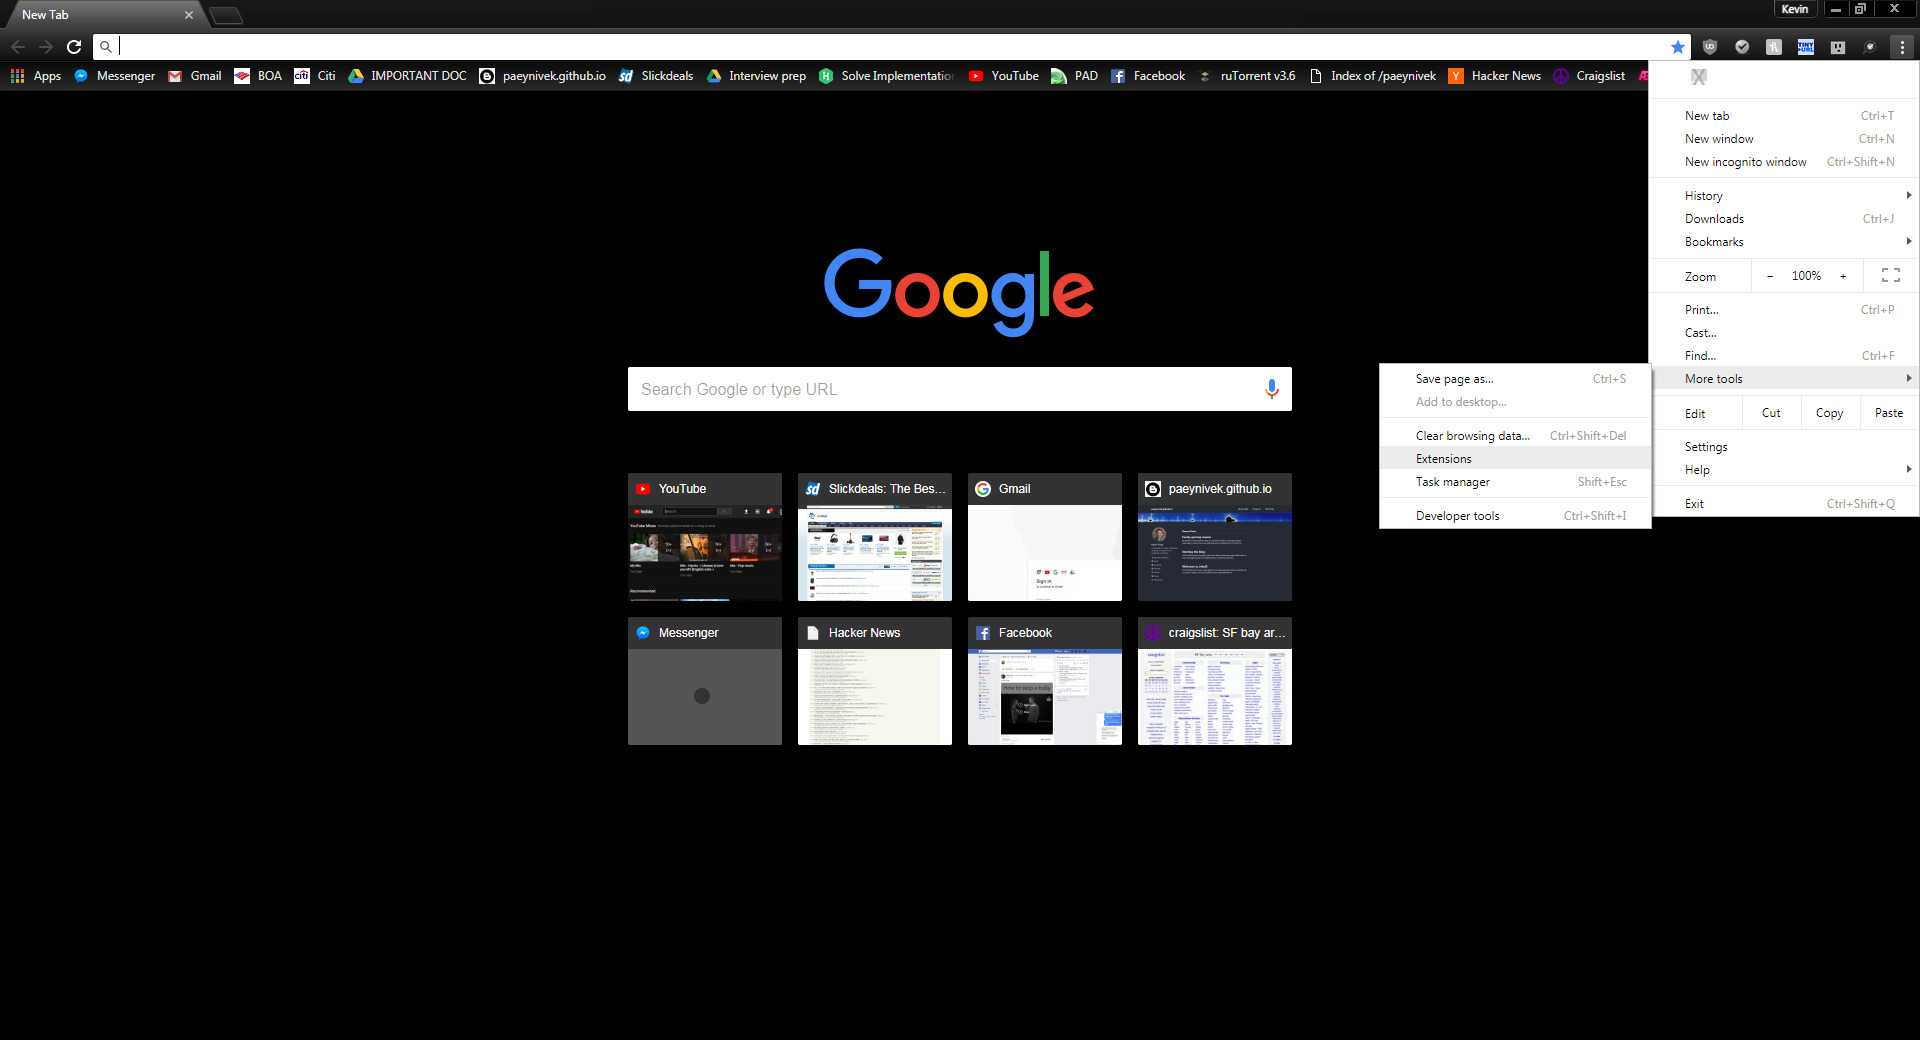 New Tab
Kevin
Apps Messenger Gmail BOA Citi IMPORTANT DOC paeynivek.github.io Slickdeals Interview prep Solve Implementatio YouTube PAD Facebook ruTorrent v3.6 Index of /paeynivek Hacker News Craigslist
New tab Ctrl+T
New window Ctrl+N
New incognito window Ctrl+Shift+N
History
Downloads Ctrl+J
Bookmarks
Zoom − 100% +
Print... Ctrl+P
Cast...
Find... Ctrl+F
More tools
Edit Cut Copy Paste
Settings
Help
Exit Ctrl+Shift+Q
Save page as... Ctrl+S
Add to desktop...
Clear browsing data... Ctrl+Shift+Del
Extensions
Task manager Shift+Esc
Developer tools Ctrl+Shift+I
Google
Search Google or type URL
YouTube
Slickdeals: The Bes...
Gmail
paeynivek.github.io
Messenger
Hacker News
Facebook
How to stop a bully
craigslist: SF bay ar...